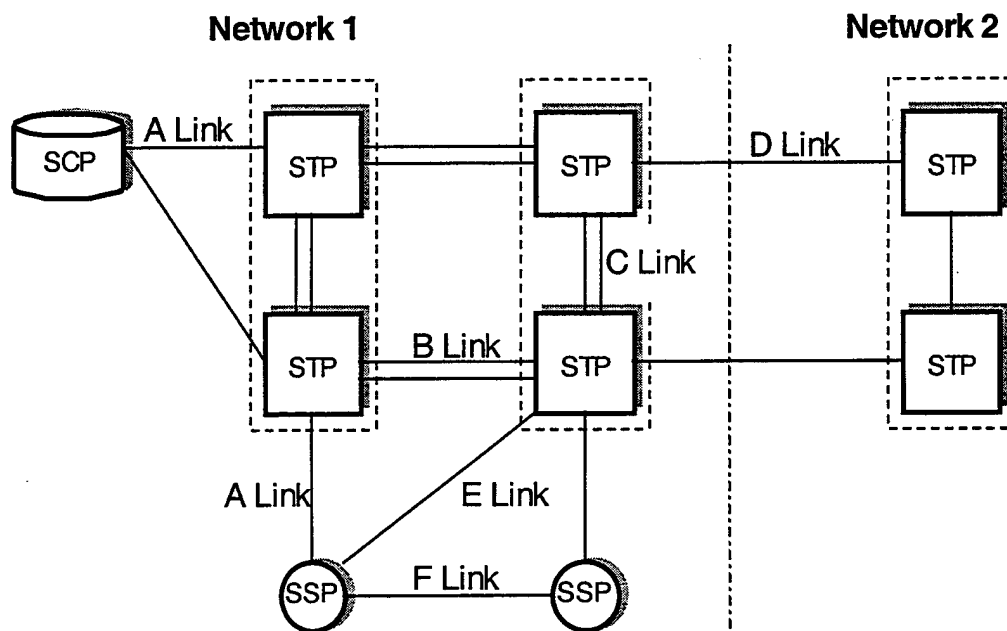 Network 1
Network 2
A Link
SCP
STP
STP
D Link
STP
C Link
STP
B Link
STP
STP
A Link
E Link
SSP
F Link
SSP